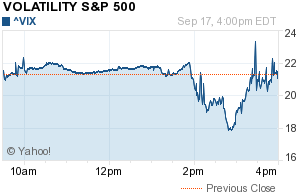 VOLATILITY S&P 500
^VIX
Sep 17, 4:00pm EDT
24
22
20
18
16
© Yahoo!
10am
12pm
2pm
4pm
Previous Close